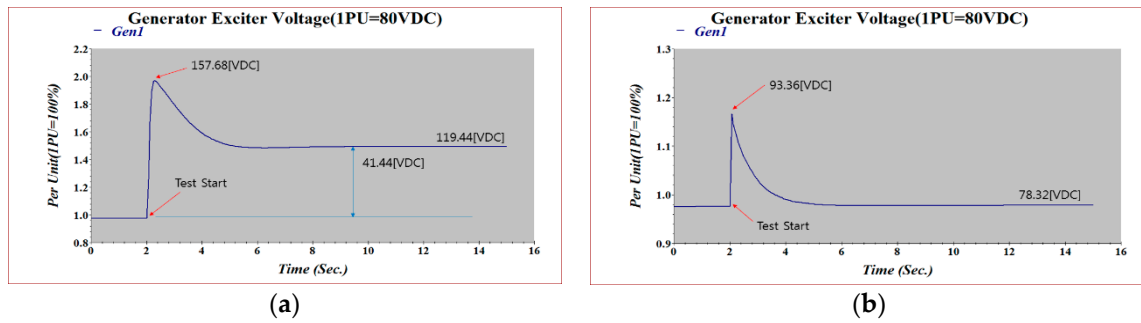 Generator Exciter Voltage(1PU=80VDC)
Gen1
Per Unit(1PU=100%)
2.2
2.0
1.8
1.6
1.4
1.2
1.0
0.8
157.68[VDC]
119.44[VDC]
41.44[VDC]
Test Start
0 2 4 6 8 10 12 14 16
Time (Sec.)
(a)
Generator Exciter Voltage(1PU=80VDC)
Gen1
Per Unit(1PU=100%)
1.3
1.2
1.1
1.0
0.9
93.36[VDC]
78.32[VDC]
Test Start
0 2 4 6 8 10 12 14 16
Time (Sec.)
(b)